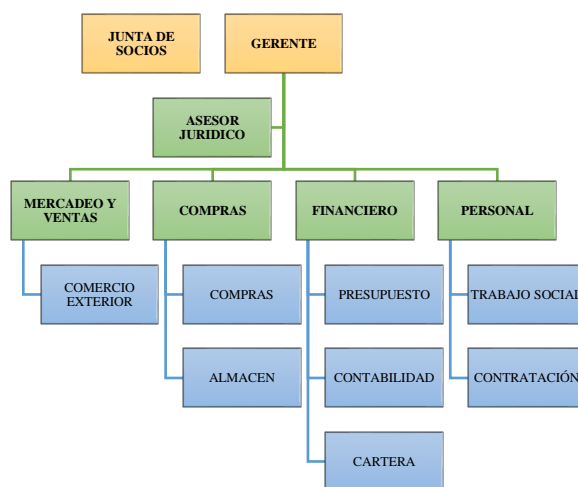 JUNTA DE
SOCIOS
GERENTE
ASESOR
JURIDICO
MERCADEO Y
VENTAS
COMPRAS
FINANCIERO
PERSONAL
COMERCIO
EXTERIOR
COMPRAS
PRESUPUESTO
TRABAJO SOCIAL
ALMACEN
CONTABILIDAD
CONTRATACIÓN
CARTERA